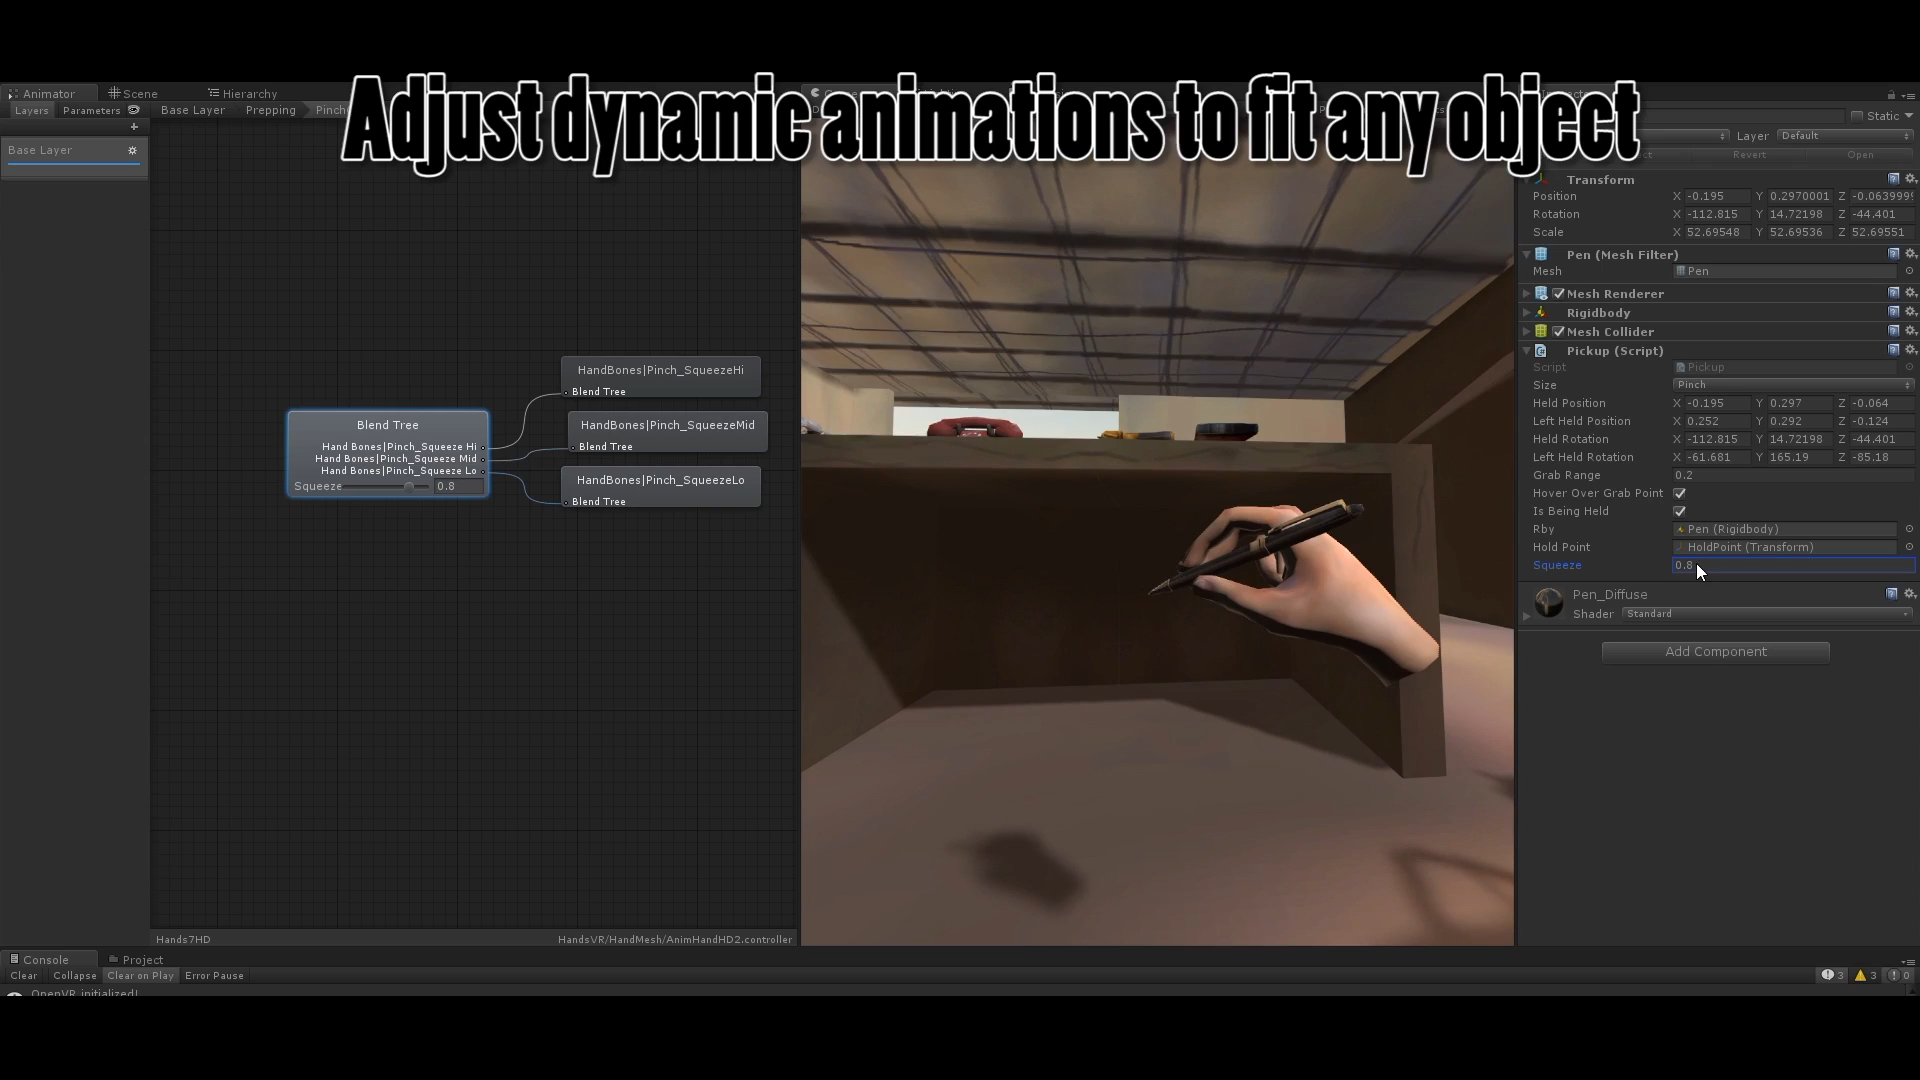 Adjust dynamic animations to fit any object
Animator
Scene
Hierarchy
Layers
Parameters
Base Layer
Prepping
Static
Base Layer
Layer
Default
Revert
Open
Transform
Position X -0.195 Y 0.2970001 Z -0.0639999
Rotation X -112.815 Y 14.72198 Z -44.401
Scale X 52.69548 Y 52.69536 Z 52.69551
Pen (Mesh Filter)
Mesh Pen
Mesh Renderer
Rigidbody
Mesh Collider
Pickup (Script)
Script Pickup
Size Pinch
Held Position X -0.195 Y 0.297 Z -0.064
Left Held Position X 0.252 Y 0.292 Z -0.124
Held Rotation X -112.815 Y 14.72198 Z -44.401
Left Held Rotation X -61.681 Y 165.19 Z -85.18
Grab Range 0.2
Hover Over Grab Point
Is Being Held
Rby Pen (Rigidbody)
Hold Point HoldPoint (Transform)
Squeeze 0.8
Pen_Diffuse
Shader Standard
Add Component
HandBones|Pinch_SqueezeHi
Blend Tree
HandBones|Pinch_SqueezeMid
Blend Tree
HandBones|Pinch_SqueezeLo
Blend Tree
Blend Tree
Hand Bones|Pinch_Squeeze Hi
Hand Bones|Pinch_Squeeze Mid
Hand Bones|Pinch_Squeeze Lo
Squeeze 0.8
Hands7HD
HandsVR/HandMesh/AnimHandHD2.controller
Console
Project
Clear
Collapse
Clear on Play
Error Pause
3
3
0
OpenVR initialized!